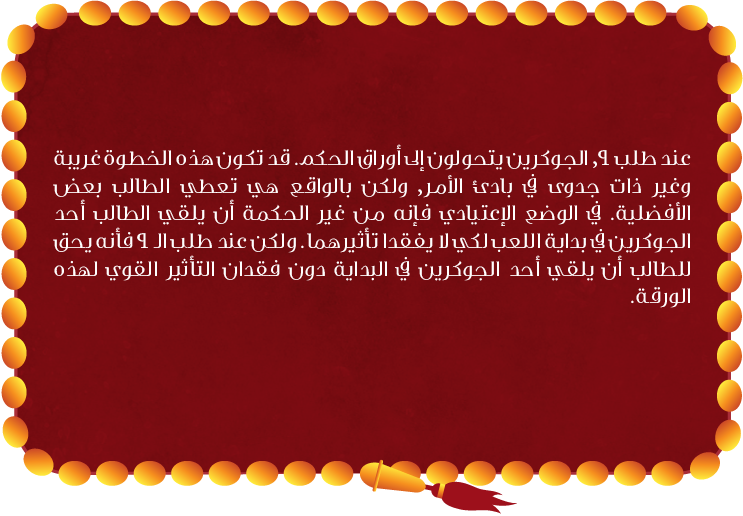 عند طلب ٩, الجوكرين يتحولون إلى أوراق الحكم. قد تكون هذه الخطوة غريبة
وغير ذات جدوى في بادئ الأمر, ولكن بالواقع هي تعطي الطالب بعض
الأفضلية. في الوضع الإعتيادي فإنه من غير الحكمة أن يلقي الطالب أحد
الجوكرين في بداية اللعب لكي لا يفقدا تأثيرهما. ولكن عند طلب الـ ٩ فأنه يحق
للطالب أن يلقي أحد الجوكرين في البداية دون فقدان التأثير القوي لهذه
الورقة.